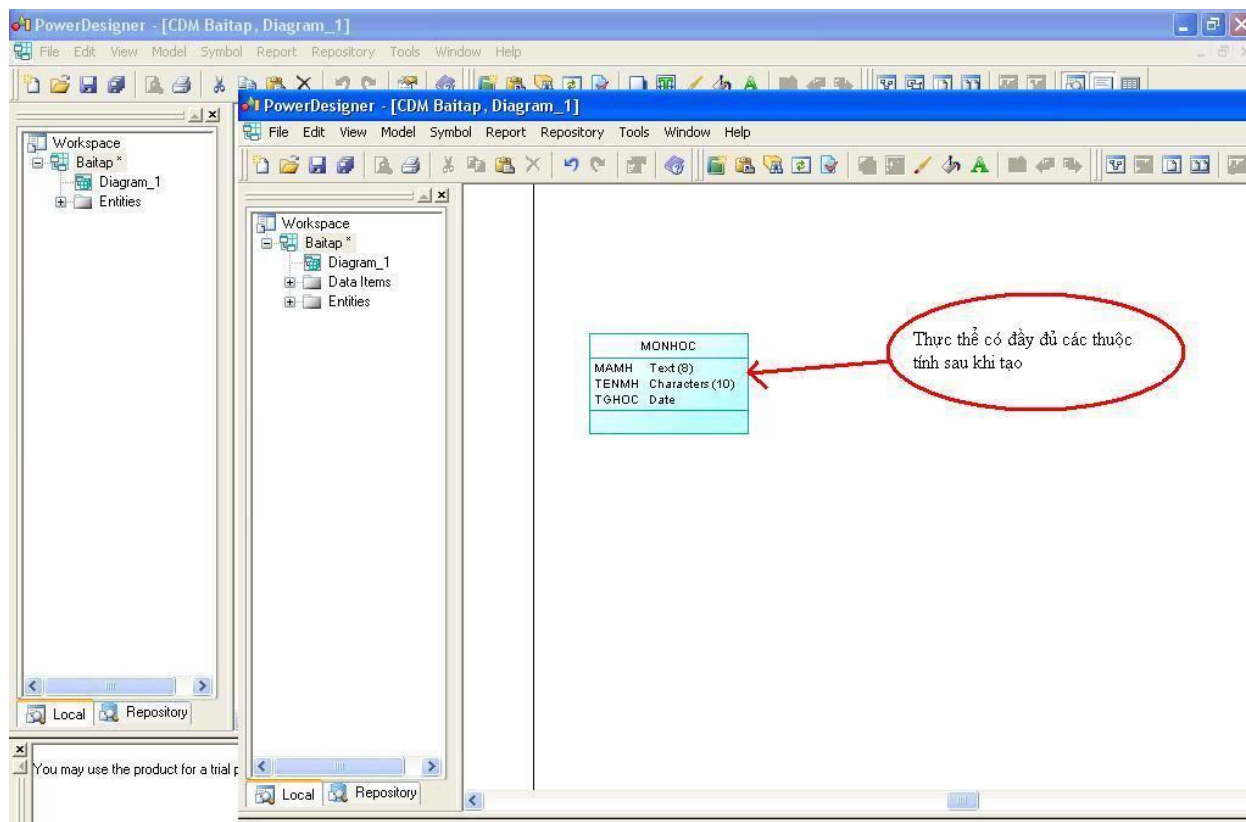 PowerDesigner - [CDM Baitap, Diagram_1]
File Edit View Model Symbol Report Repository Tools Window Help
Workspace
Baitap *
Diagram_1
Entities
Local Repository
You may use the product for a trial
PowerDesigner - [CDM Baitap, Diagram_1]
File Edit View Model Symbol Report Repository Tools Window Help
Workspace
Baitap *
Diagram_1
Data Items
Entities
Local Repository
MONHOC
MAMH Text (8)
TENMH Characters (10)
TGHOC Date
Thực thể có đầy đủ các thuộc
tính sau khi tạo